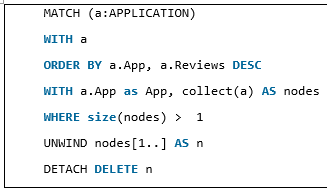 MATCH (a:APPLICATION)
WITH a
ORDER BY a.App, a.Reviews DESC
WITH a.App as App, collect(a) AS nodes
WHERE size(nodes) >  1
UNWIND nodes[1..] AS n
DETACH DELETE n